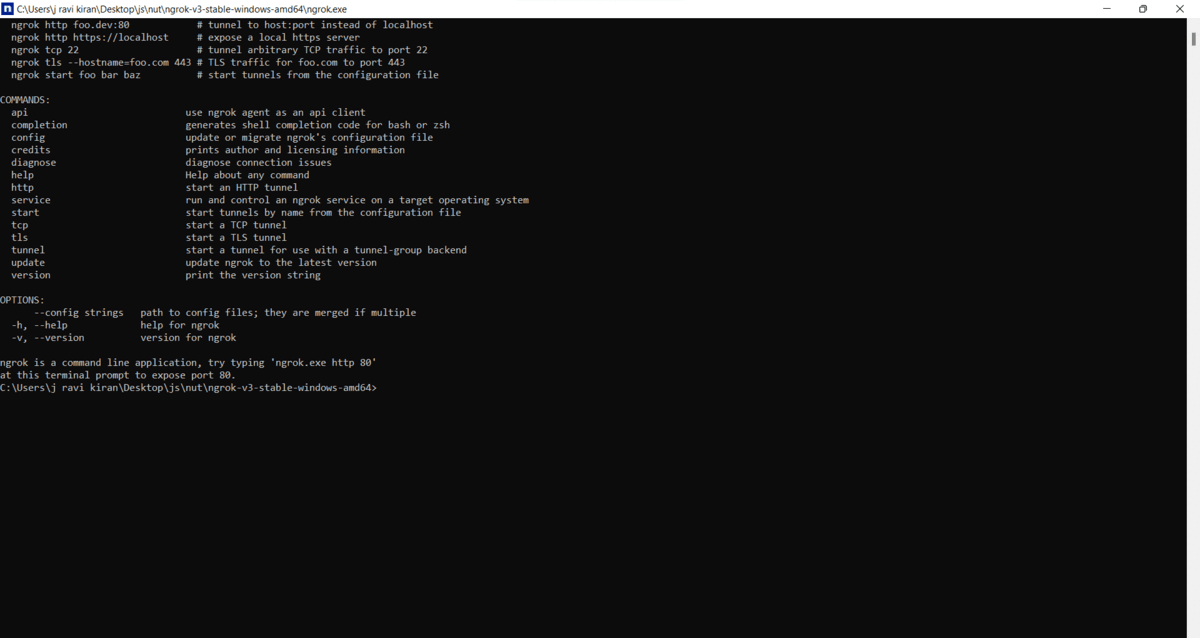 C:\Users\j ravi kiran\Desktop\js\nut\ngrok-v3-stable-windows-amd64\ngrok.exe
ngrok http foo.dev:80 # tunnel to host:port instead of localhost
ngrok http https://localhost # expose a local https server
ngrok tcp 22 # tunnel arbitrary TCP traffic to port 22
ngrok tls --hostname=foo.com 443 # TLS traffic for foo.com to port 443
ngrok start foo bar baz # start tunnels from the configuration file
COMMANDS:
api use ngrok agent as an api client
completion generates shell completion code for bash or zsh
config update or migrate ngrok's configuration file
credits prints author and licensing information
diagnose diagnose connection issues
help Help about any command
http start an HTTP tunnel
service run and control an ngrok service on a target operating system
start start tunnels by name from the configuration file
tcp start a TCP tunnel
tls start a TLS tunnel
tunnel start a tunnel for use with a tunnel-group backend
update update ngrok to the latest version
version print the version string
OPTIONS:
--config strings path to config files; they are merged if multiple
-h, --help help for ngrok
-v, --version version for ngrok
ngrok is a command line application, try typing 'ngrok.exe http 80'
at this terminal prompt to expose port 80.
C:\Users\j ravi kiran\Desktop\js\nut\ngrok-v3-stable-windows-amd64>